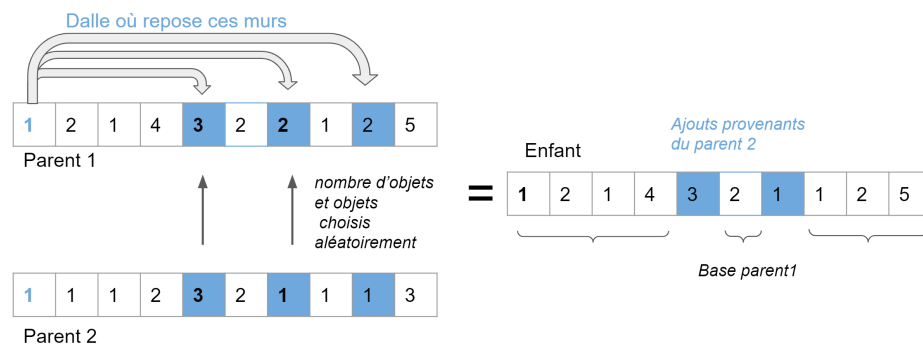 Dalle où repose ces murs
1 2 1 4 3 2 2 1 2 5
Parent 1
nombre d'objets
et objets
choisis
aléatoirement
1 1 1 2 3 2 1 1 1 3
Parent 2
=
Ajouts provenants
du parent 2
Enfant
1 2 1 4 3 2 1 1 2 5
Base parent1